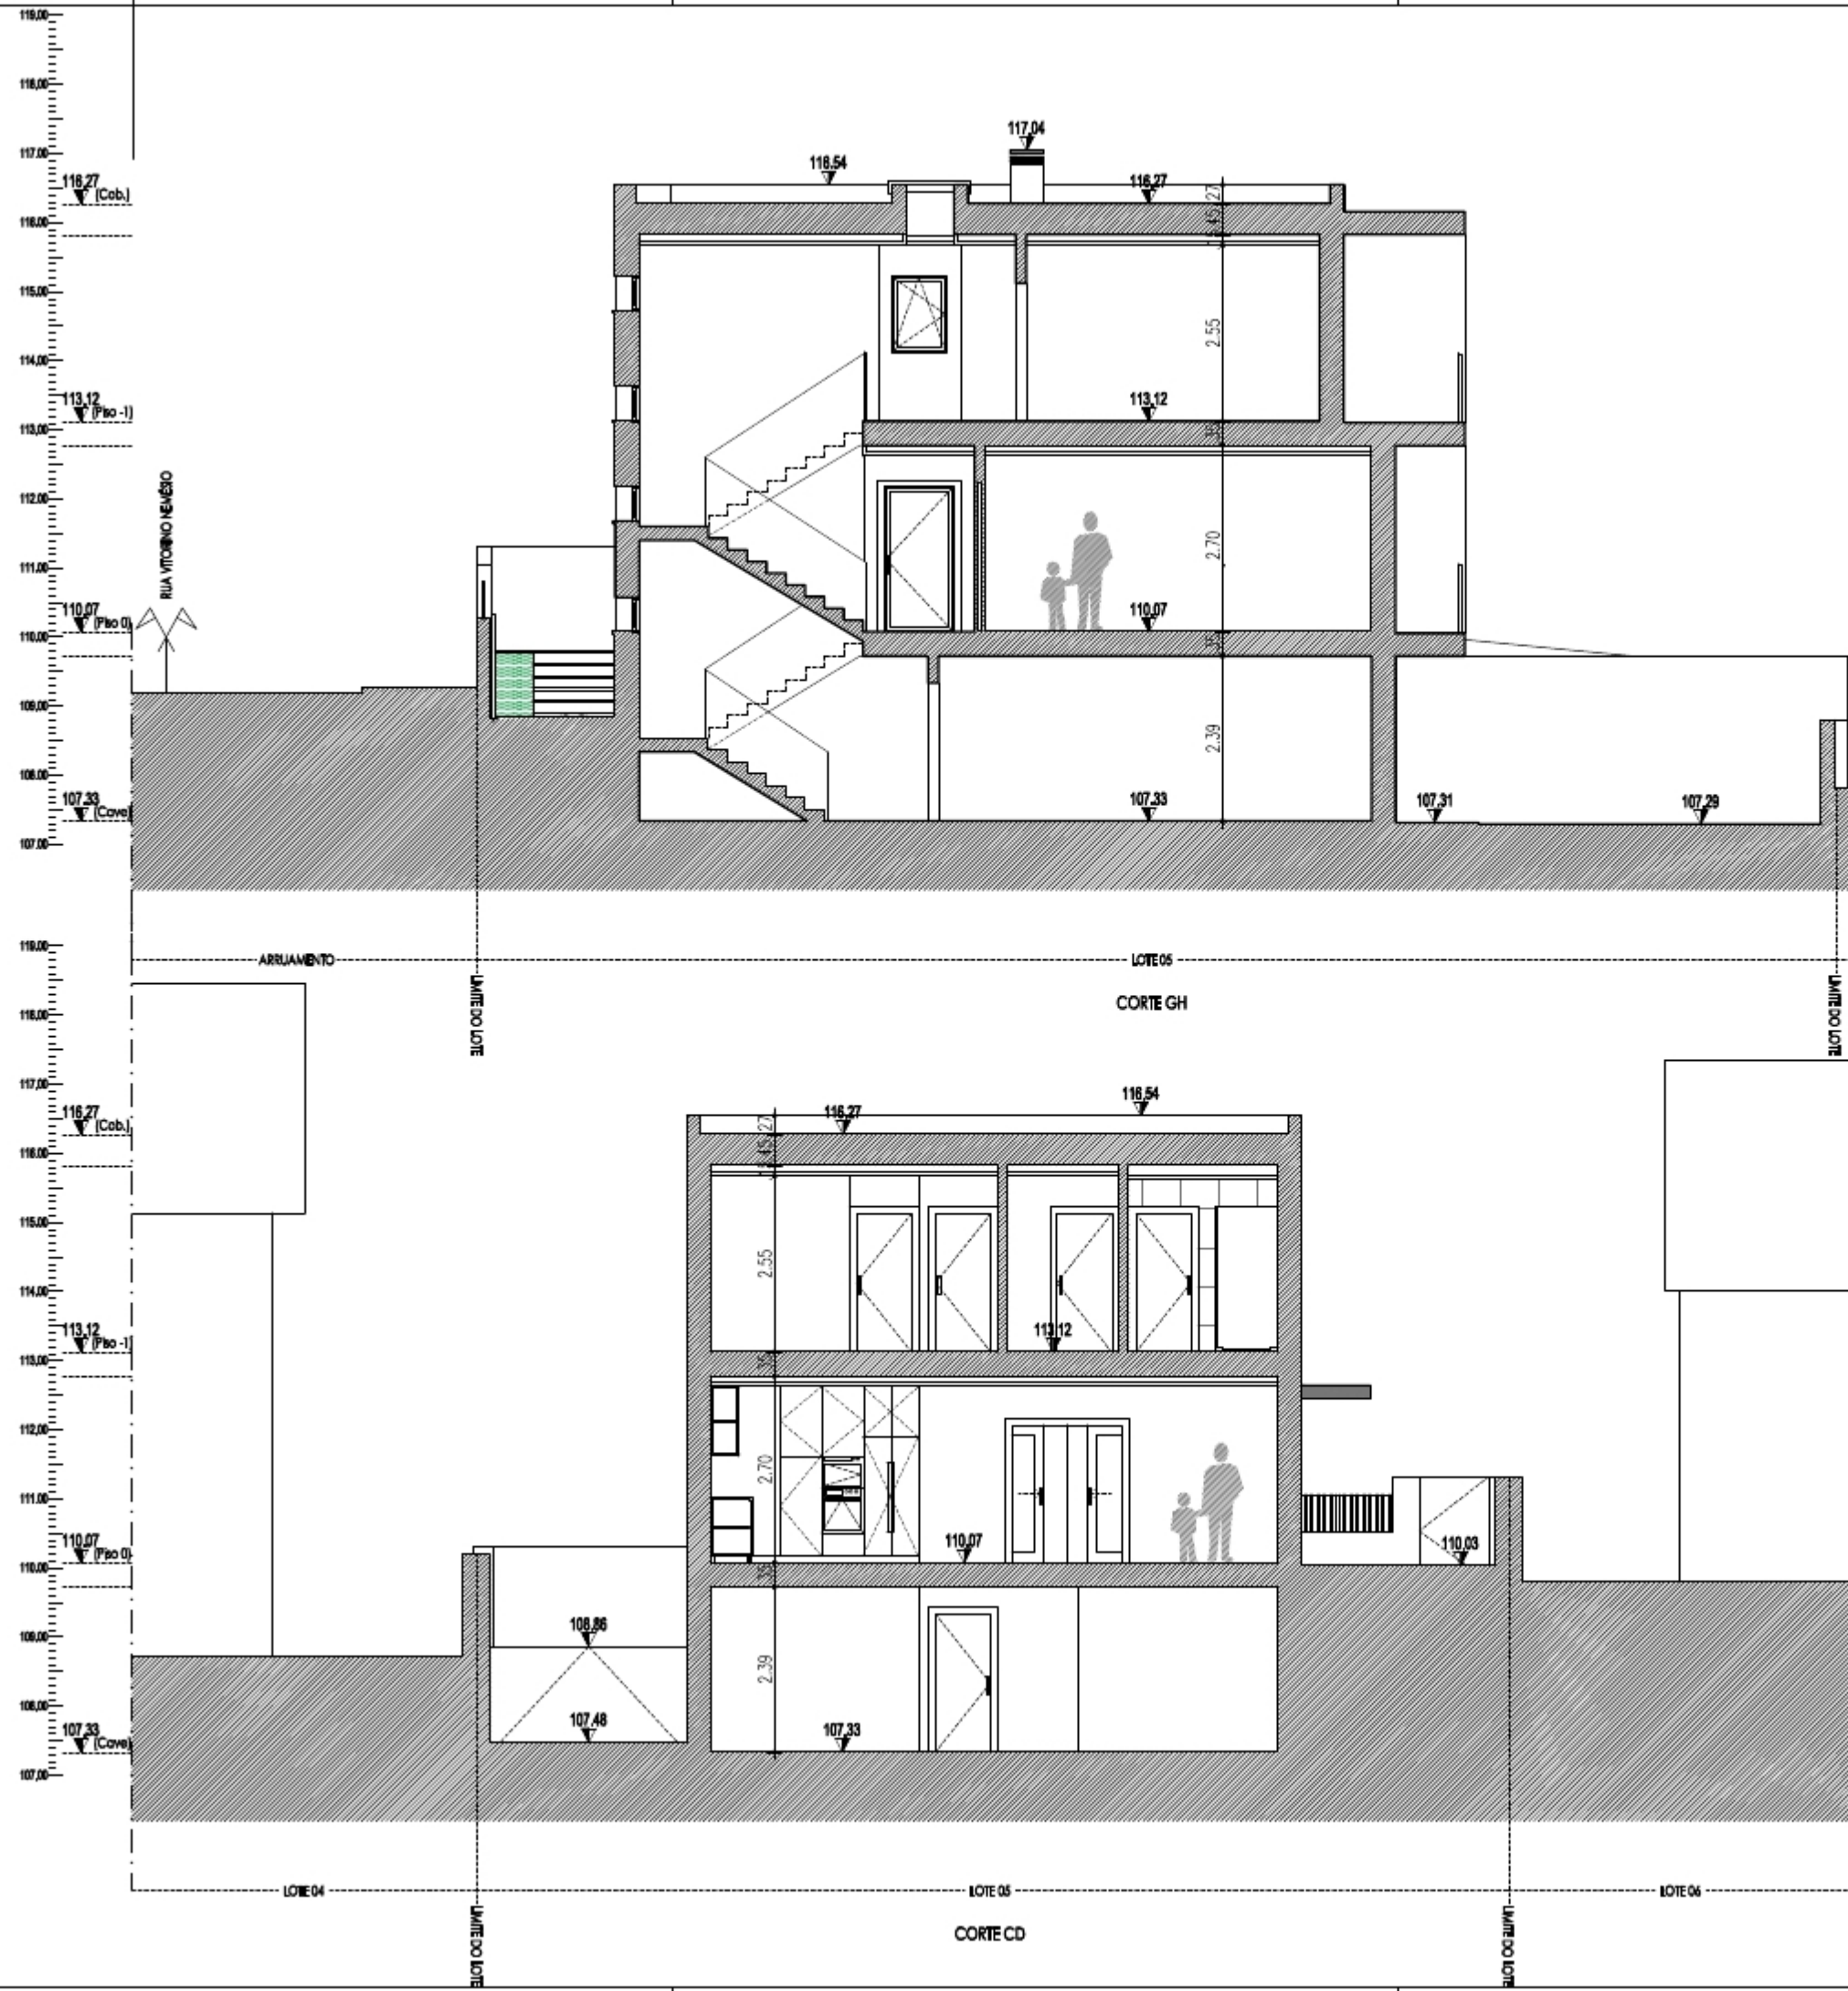 119.00
118.00
117.04
117.00
116.54
116.27 (Cob.)
116.27
27
45
116.00
115.00
2.55
114.00
113.12 (Piso -1)
113.12
113.00
35
112.00
RUA VITORINO NEMÉSIO
2.70
111.00
110.07 (Piso 0)
110.07
110.00
35
109.00
2.39
108.00
107.33 (Cave)
107.33
107.31
107.29
107.00
119.00
ARRUAMENTO
LOTE 05
LIMITE DO LOTE
CORTE GH
LIMITE DO LOTE
118.00
117.00
116.54
116.27 (Cob.)
116.27
27
45
116.00
115.00
2.55
114.00
113.12 (Piso -1)
113.12
113.00
35
112.00
2.70
111.00
110.07 (Piso 0)
110.07
110.03
110.00
35
108.86
109.00
2.39
108.00
107.48
107.33 (Cave)
107.33
107.00
LOTE 04
LOTE 05
LOTE 06
LIMITE DO LOTE
CORTE CD
LIMITE DO LOTE